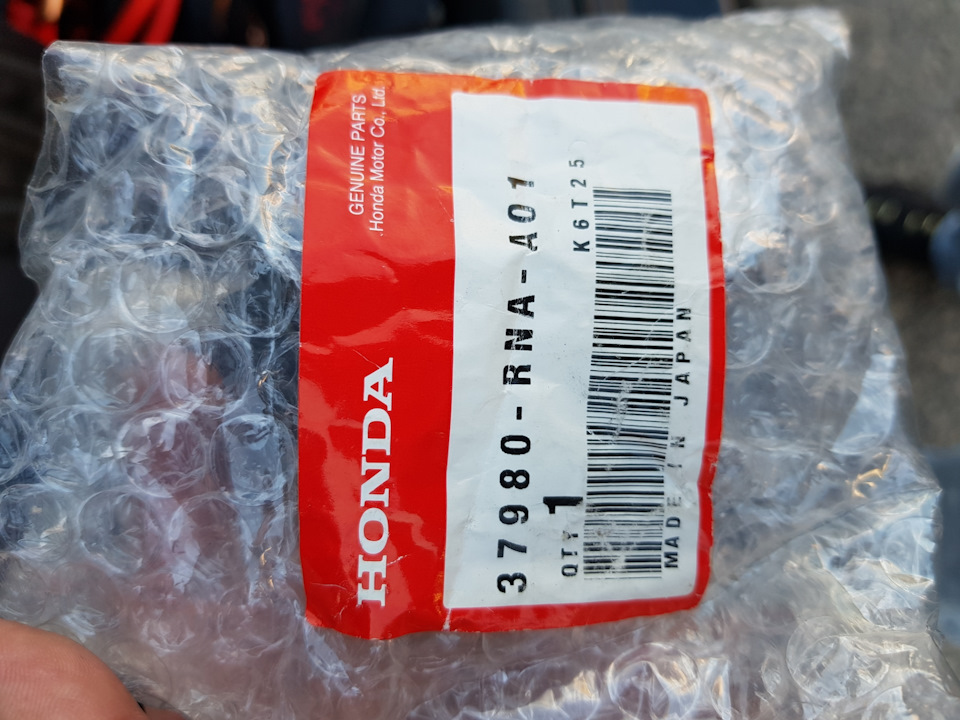 GENUINE PARTS
Honda Motor Co., Ltd.
HONDA
37980-RNA-A01
K6T25
QTY 1
MADE IN JAPAN